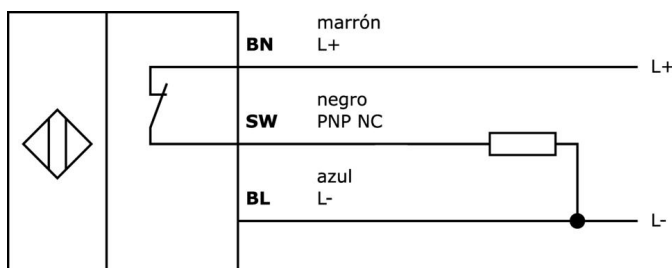 marrón
BN L+
L+
negro
SW PNP NC
azul
BL L-
L-